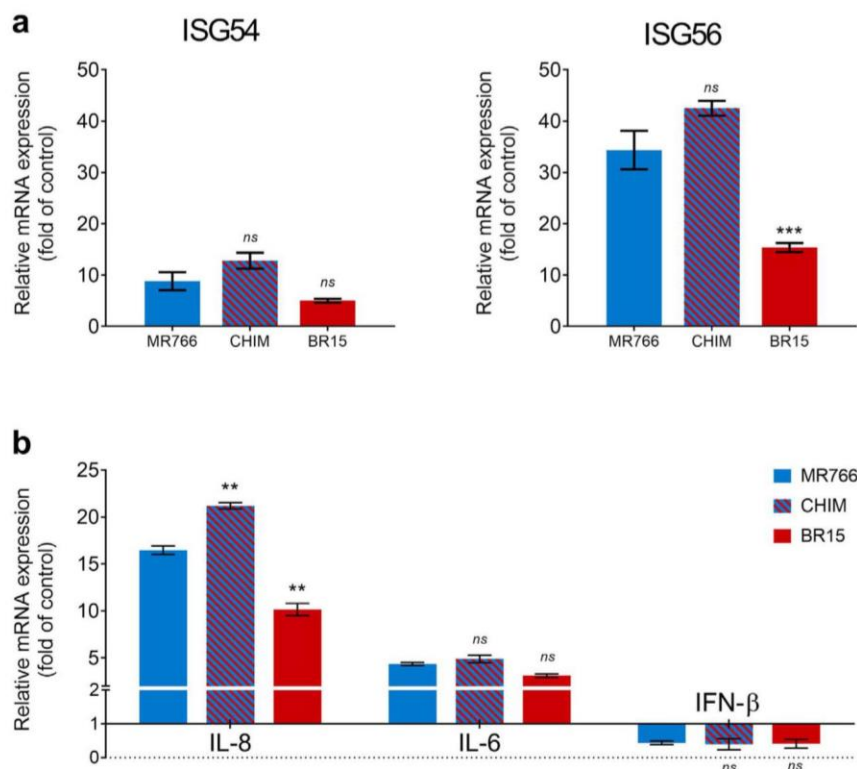 a
ISG54
ISG56
Relative mRNA expression
(fold of control)
50
40
30
20
10
0
ns
ns
MR766
CHIM
BR15
Relative mRNA expression
(fold of control)
50
40
30
20
10
0
ns
***
MR766
CHIM
BR15
b
Relative mRNA expression
(fold of control)
25
20
15
10
5
2
1
0
**
**
ns
ns
IL-8
IL-6
IFN-β
ns
ns
MR766
CHIM
BR15